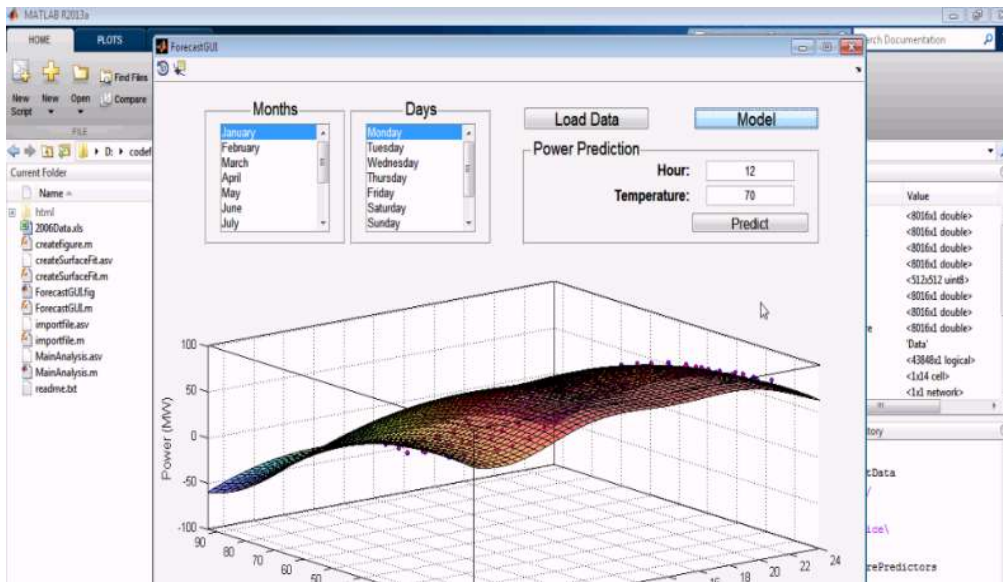 MATLAB R2013a
HOME
PLOTS
ForecastGUI
rch Documentation
New Script
New
Open
Find Files
Compare
FILE
D:
codef
Current Folder
Name
html
2006Data.xls
createfigure.m
createSurfaceFit.asv
createSurfaceFit.m
ForecastGUI.fig
ForecastGUI.m
importfile.asv
importfile.m
MainAnalysis.asv
MainAnalysis.m
readme.txt
Months
January
February
March
April
May
June
July
Days
Monday
Tuesday
Wednesday
Thursday
Friday
Saturday
Sunday
Load Data
Model
Power Prediction
Hour: 12
Temperature: 70
Predict
Power (MW)
100
50
0
-50
-100
90
80
70
60
50
16
18
20
22
24
Value
<8016x1 double>
<8016x1 double>
<8016x1 double>
<8016x1 double>
<512x512 uint8>
<8016x1 double>
<8016x1 double>
<8016x1 double>
'Data'
<43848x1 logical>
<1x14 cell>
<1x1 network>
tory
tData
/
ice\
rePredictors